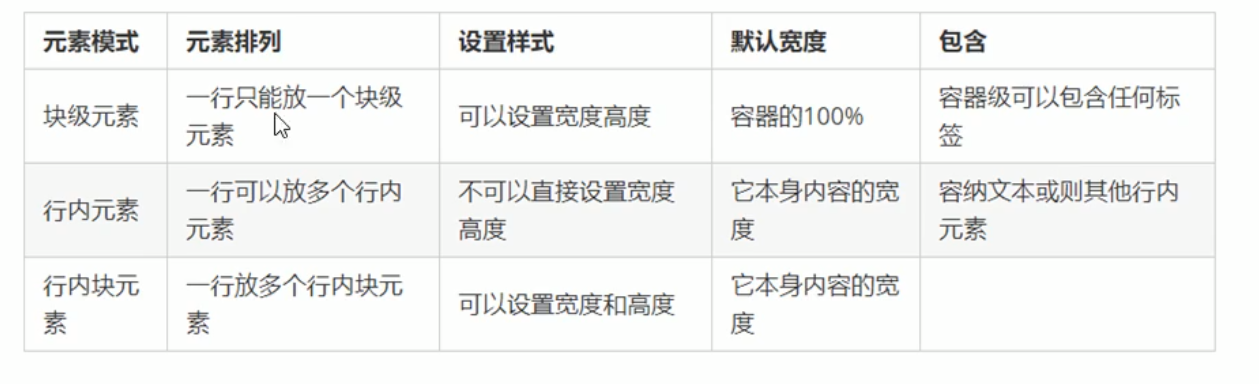 元素模式 元素排列 设置样式 默认宽度 包含
块级元素 一行只能放一个块级
元素 可以设置宽度高度 容器的100% 容器级可以包含任何标
签
行内元素 一行可以放多个行内
元素 不可以直接设置宽度
高度 它本身内容的宽
度 容纳文本或则其他行内
元素
行内块元
素 一行放多个行内块元
素 可以设置宽度和高度 它本身内容的宽
度